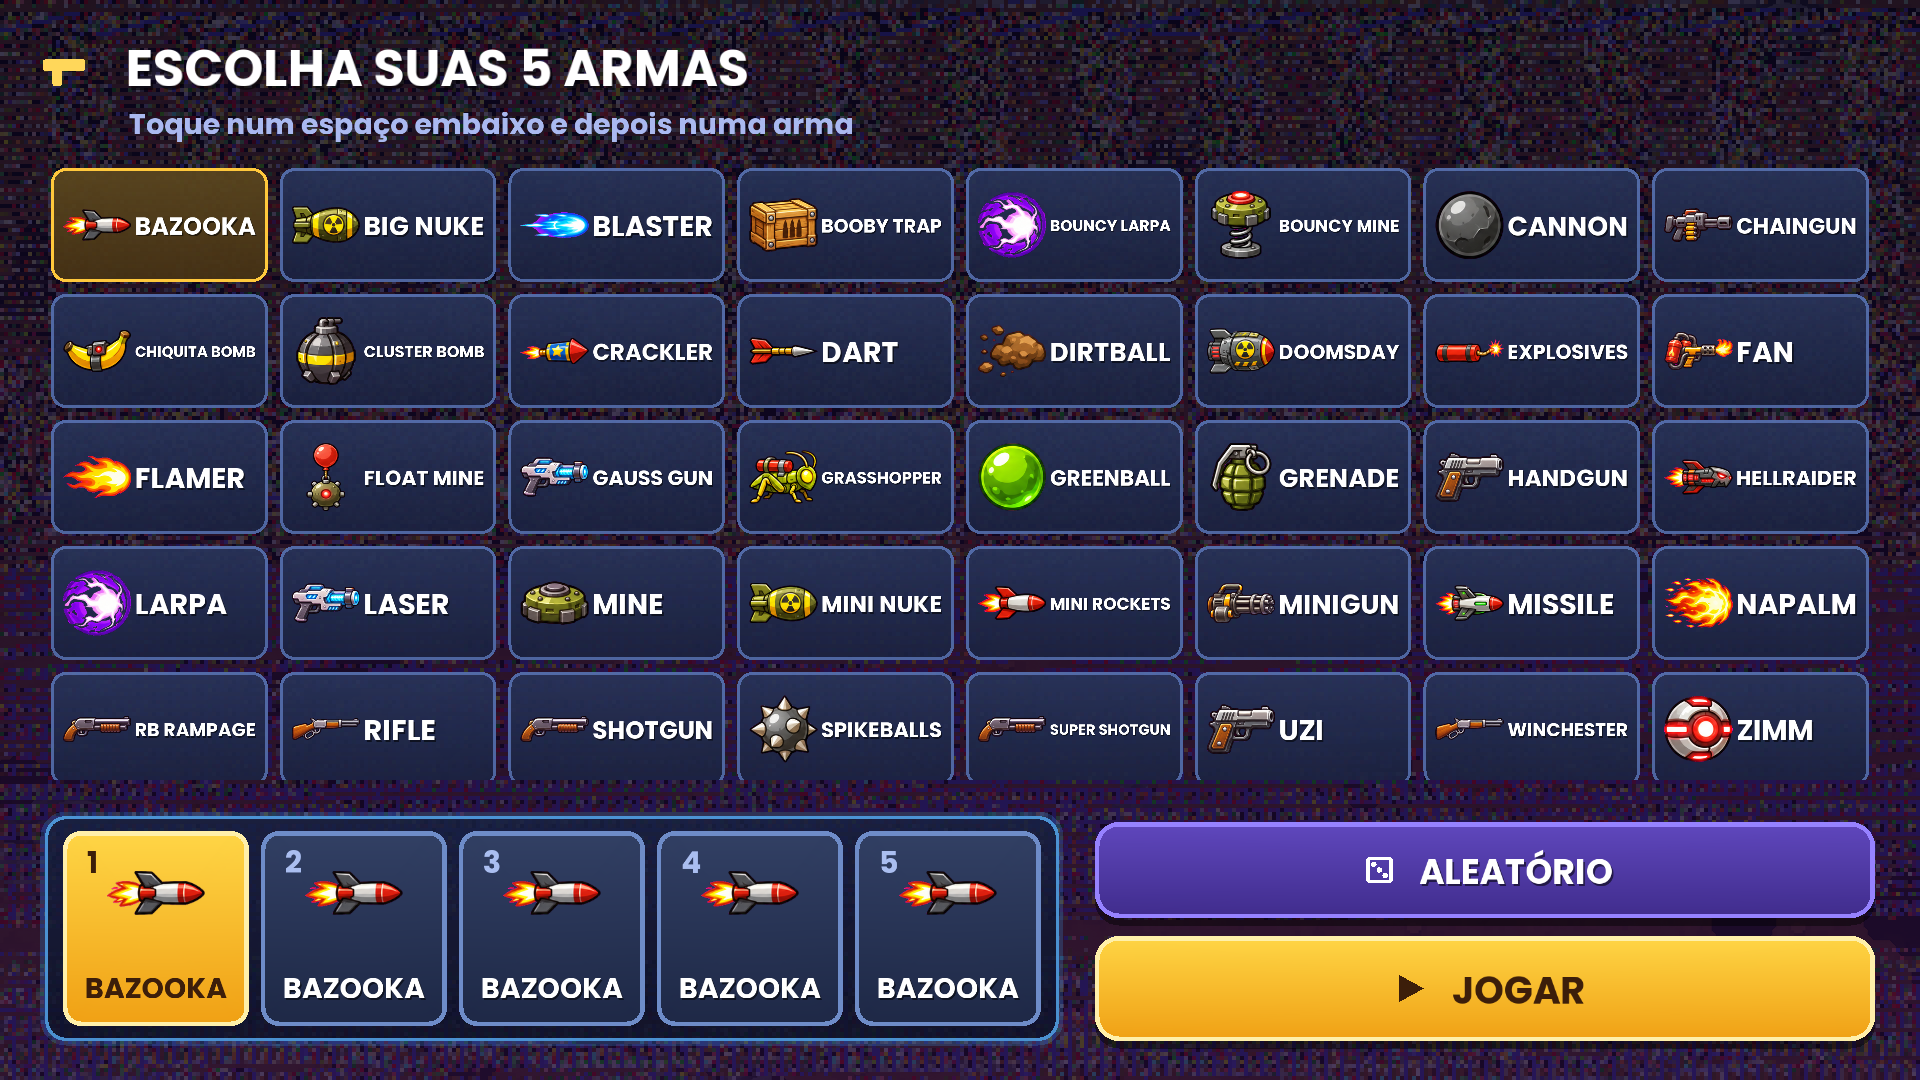 ESCOLHA SUAS 5 ARMAS
Toque num espaço embaixo e depois numa arma
BAZOOKA
BIG NUKE
BLASTER
BOOBY TRAP
BOUNCY LARPA
BOUNCY MINE
CANNON
CHAINGUN
CHIQUITA BOMB
CLUSTER BOMB
CRACKLER
DART
DIRTBALL
DOOMSDAY
EXPLOSIVES
FAN
FLAMER
FLOAT MINE
GAUSS GUN
GRASSHOPPER
GREENBALL
GRENADE
HANDGUN
HELLRAIDER
LARPA
LASER
MINE
MINI NUKE
MINI ROCKETS
MINIGUN
MISSILE
NAPALM
RB RAMPAGE
RIFLE
SHOTGUN
SPIKEBALLS
SUPER SHOTGUN
UZI
WINCHESTER
ZIMM
1
BAZOOKA
2
BAZOOKA
3
BAZOOKA
4
BAZOOKA
5
BAZOOKA
ALEATÓRIO
JOGAR